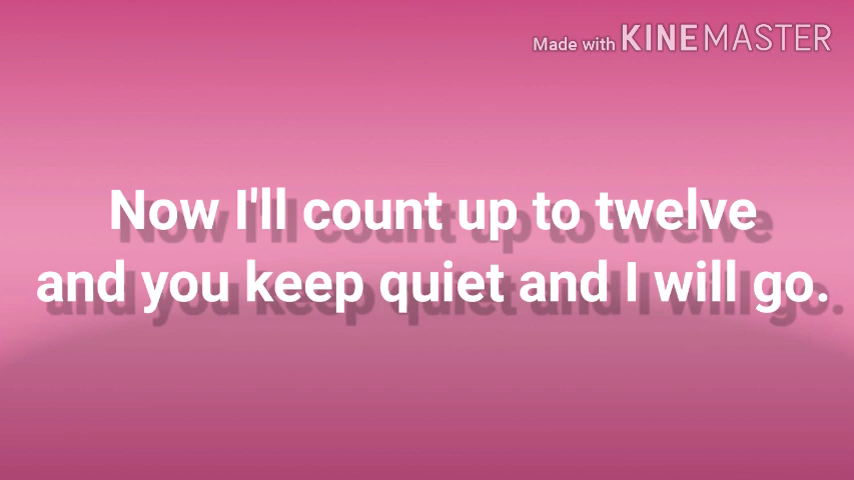 Made with KINEMASTER
Now I'll count up to twelve
and you keep quiet and I will go.